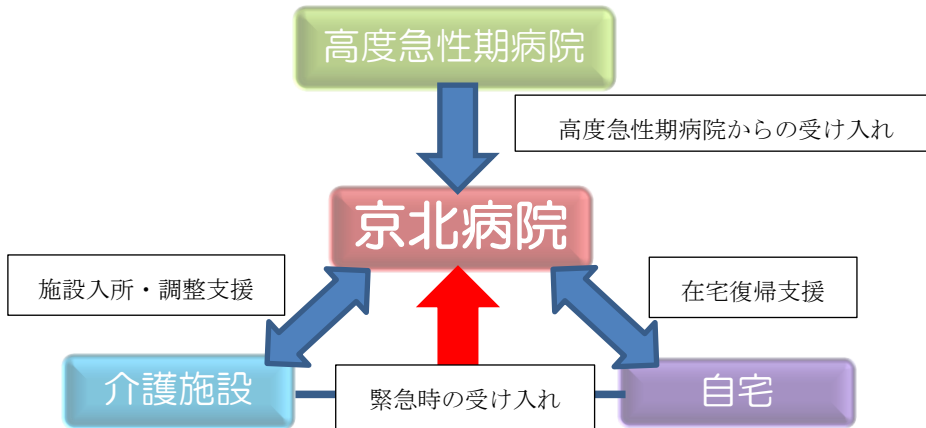 高度急性期病院
高度急性期病院からの受け入れ
京北病院
施設入所・調整支援
在宅復帰支援
介護施設
緊急時の受け入れ
自宅